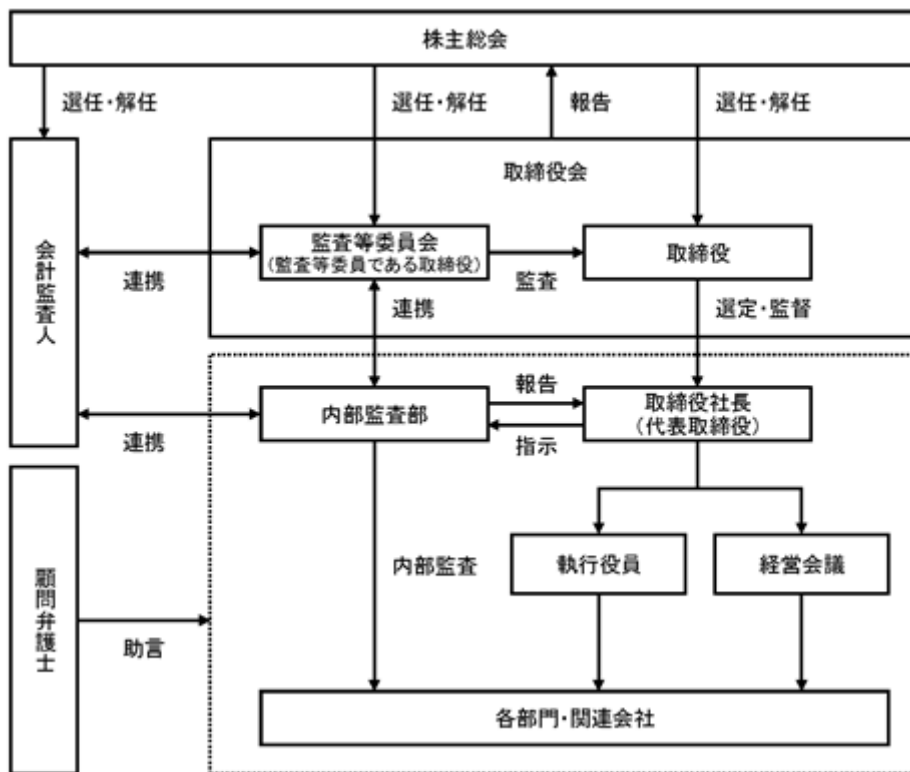 株主総会
選任・解任
選任・解任
報告
選任・解任
取締役会
会計監査人
監査等委員会
(監査等委員である取締役)
取締役
連携
監査
連携
選定・監督
内部監査部
報告
取締役社長
(代表取締役)
連携
指示
顧問弁護士
内部監査
執行役員
経営会議
助言
各部門・関連会社